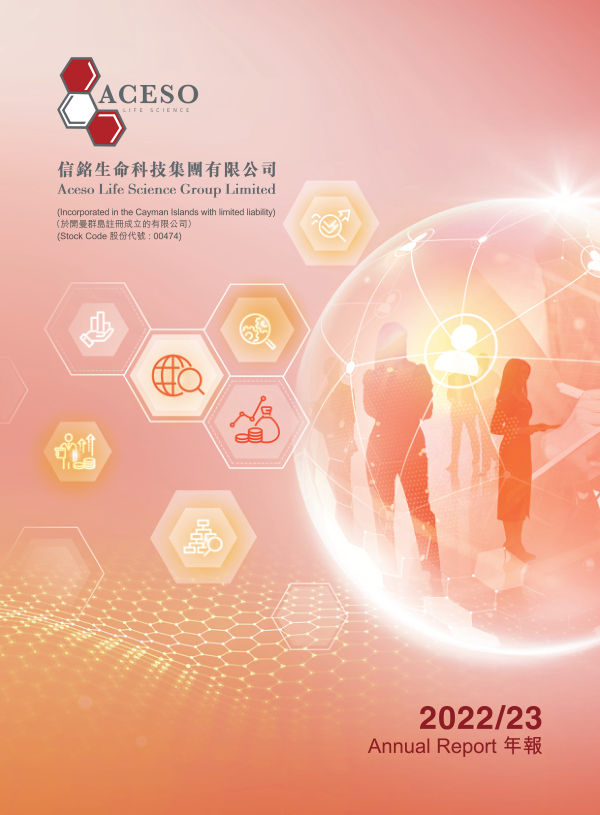 ACESO
LIFE SCIENCE
信銘生命科技集團有限公司
Aceso Life Science Group Limited
(Incorporated in the Cayman Islands with limited liability)
(於開曼群島註冊成立的有限公司)
(Stock Code 股份代號 : 00474)
2022/23
Annual Report 年報